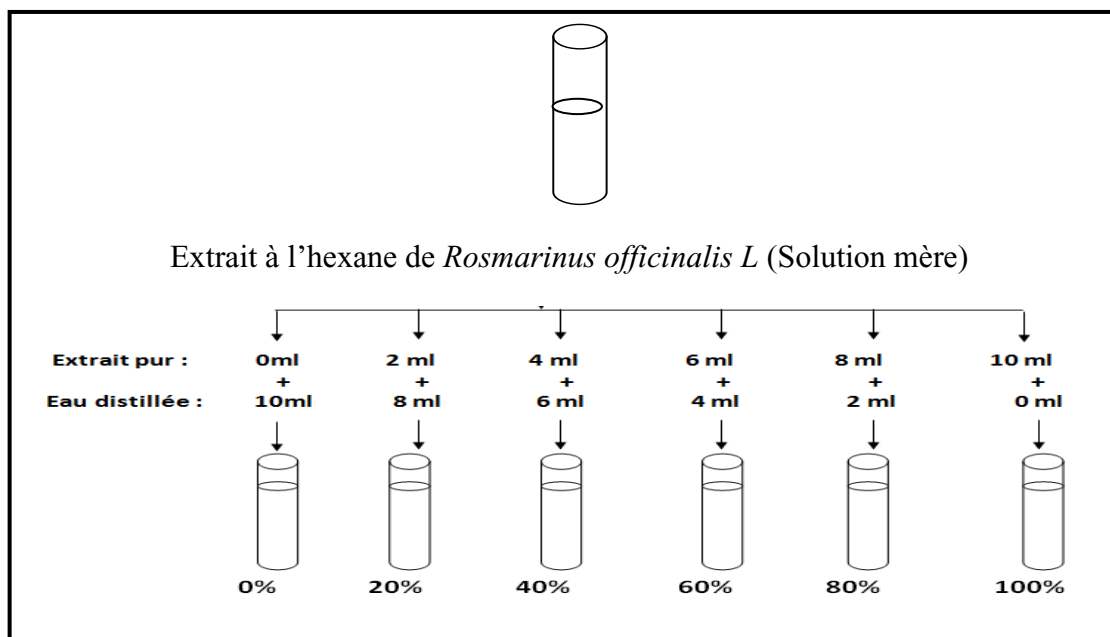 Extrait à l’hexane de Rosmarinus officinalis L (Solution mère)
Extrait pur : 0ml 2 ml 4 ml 6 ml 8 ml 10 ml
+ + + + + +
Eau distillée : 10ml 8 ml 6 ml 4 ml 2 ml 0 ml
0% 20% 40% 60% 80% 100%